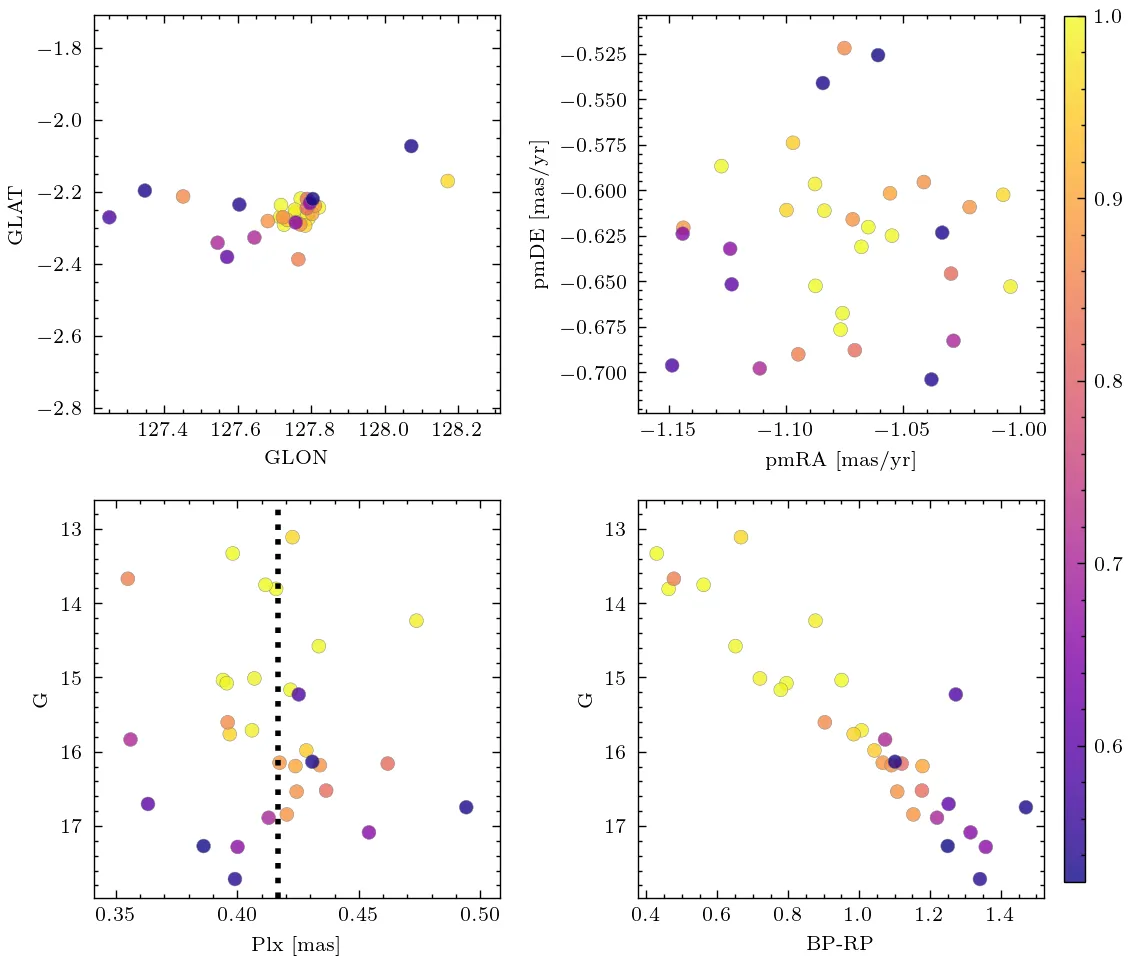 −1.8
−2.0
−2.2
−2.4
−2.6
−2.8
GLAT
127.4 127.6 127.8 128.0 128.2
GLON
−0.525
−0.550
−0.575
−0.600
−0.625
−0.650
−0.675
−0.700
pmDE [mas/yr]
−1.15 −1.10 −1.05 −1.00
pmRA [mas/yr]
1.0
0.9
0.8
0.7
0.6
13
14
15
16
17
G
0.35 0.40 0.45 0.50
Plx [mas]
13
14
15
16
17
G
0.4 0.6 0.8 1.0 1.2 1.4
BP-RP